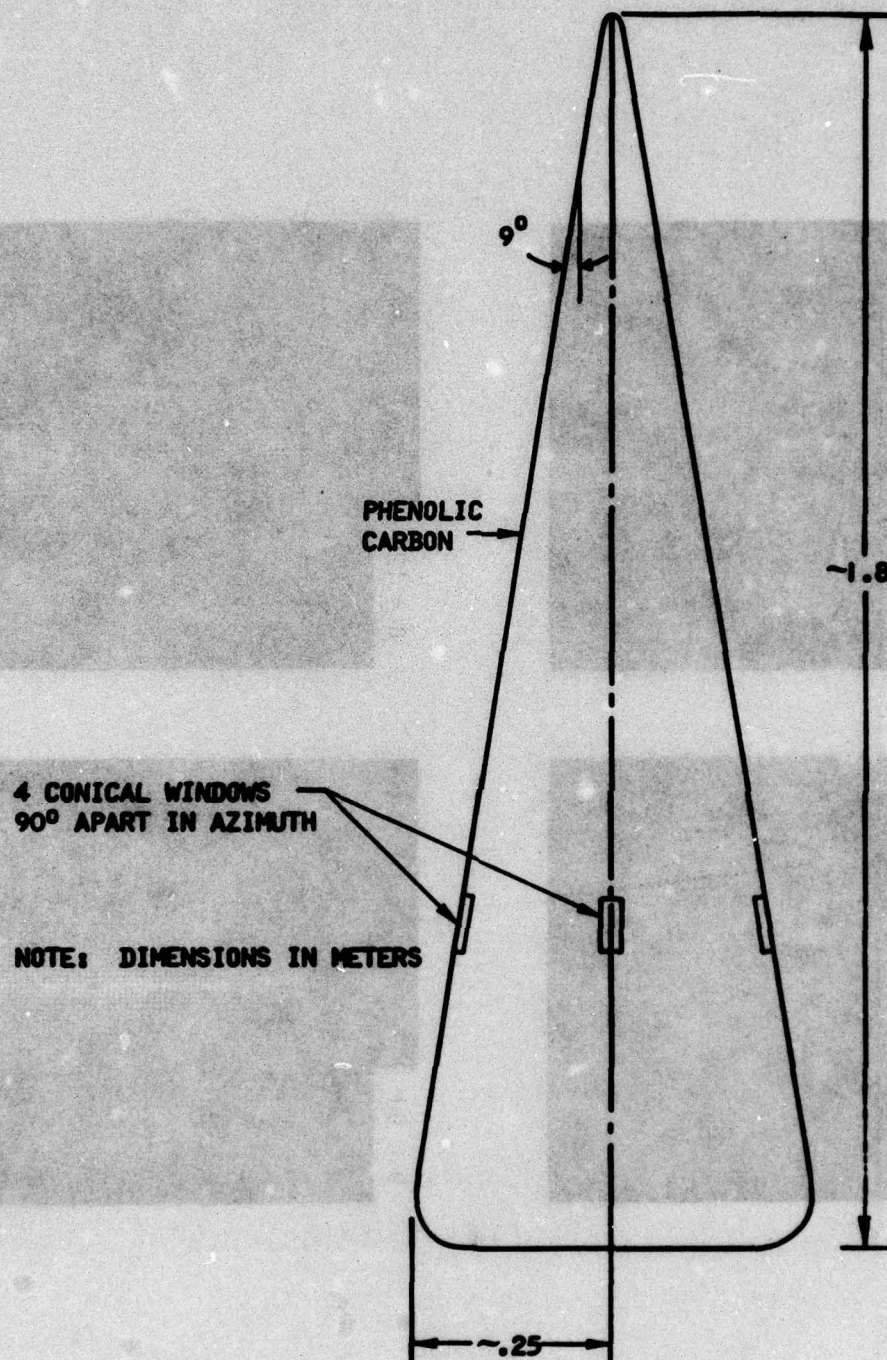 9°
PHENOLIC
CARBON
~1.8
4 CONICAL WINDOWS
90° APART IN AZIMUTH
NOTE: DIMENSIONS IN METERS
~.25